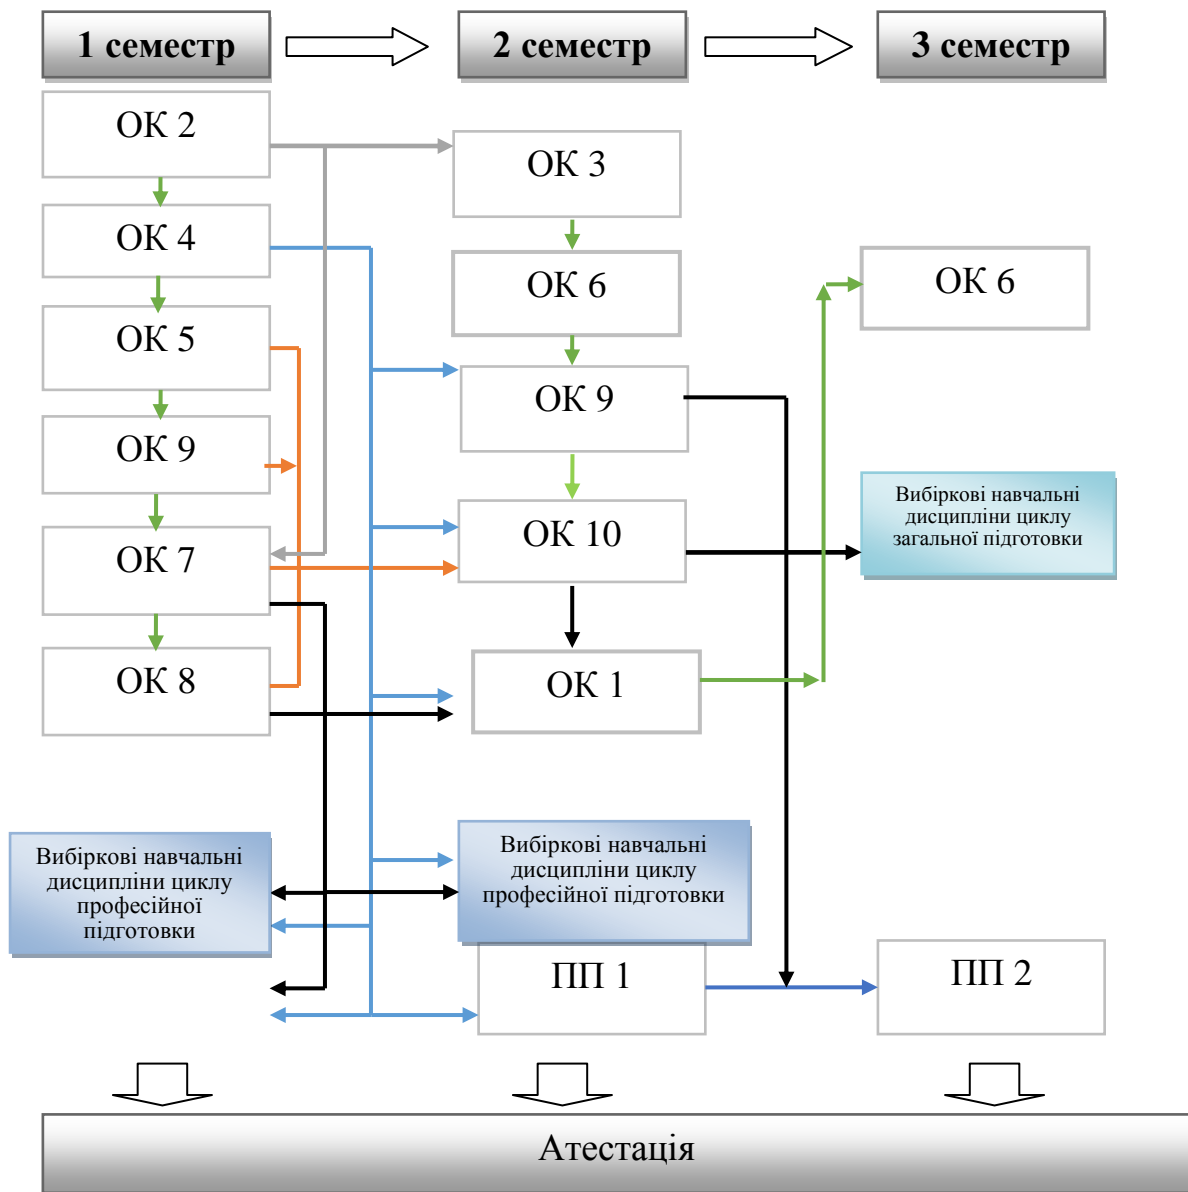 1 семестр
2 семестр
3 семестр
ОК 2
ОК 4
ОК 5
ОК 9
ОК 7
ОК 8
Вибіркові навчальні
дисципліни циклу
професійної
підготовки
ОК 3
ОК 6
ОК 9
ОК 10
ОК 1
Вибіркові навчальні
дисципліни циклу
професійної підготовки
ПП 1
ОК 6
Вибіркові навчальні
дисципліни циклу
загальної підготовки
ПП 2
Атестація